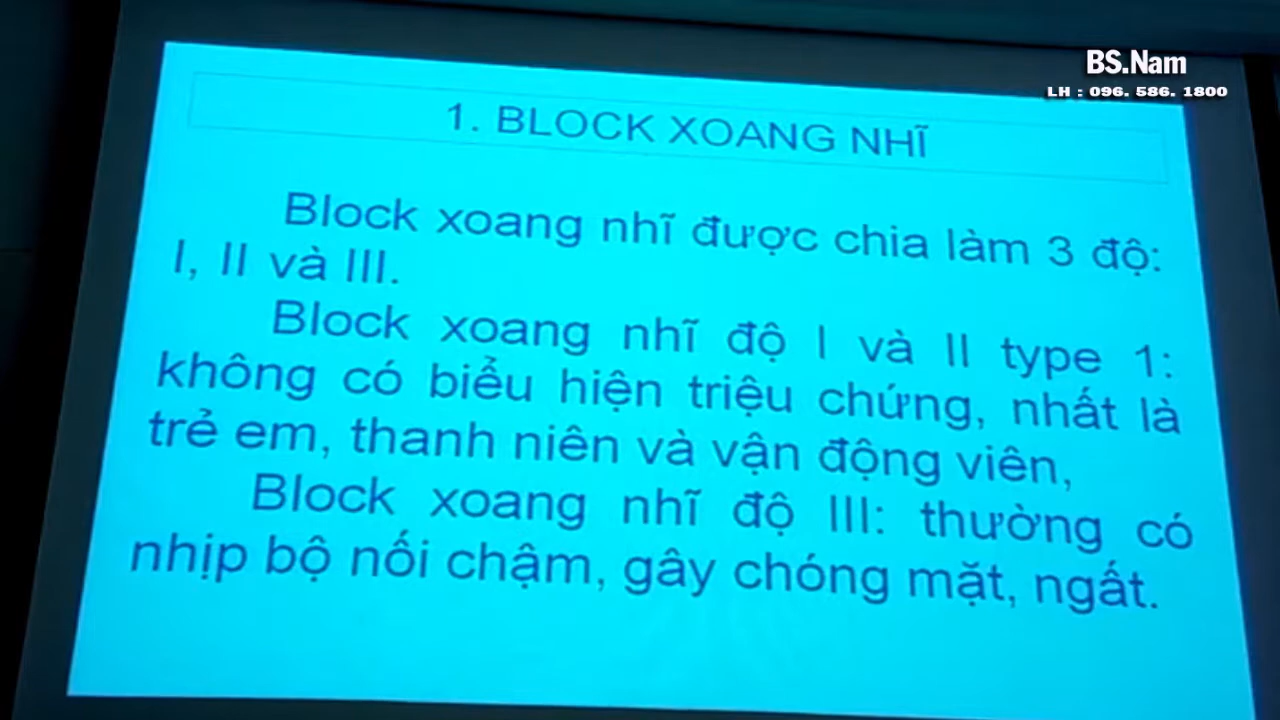 BS.Nam
LH : 096. 586. 1800
1. BLOCK XOANG NHĨ
Block xoang nhĩ được chia làm 3 độ:
I, II và III.
Block xoang nhĩ độ I và II type 1:
không có biểu hiện triệu chứng, nhất là
trẻ em, thanh niên và vận động viên,
Block xoang nhĩ độ III: thường có
nhịp bộ nối chậm, gây chóng mặt, ngất.